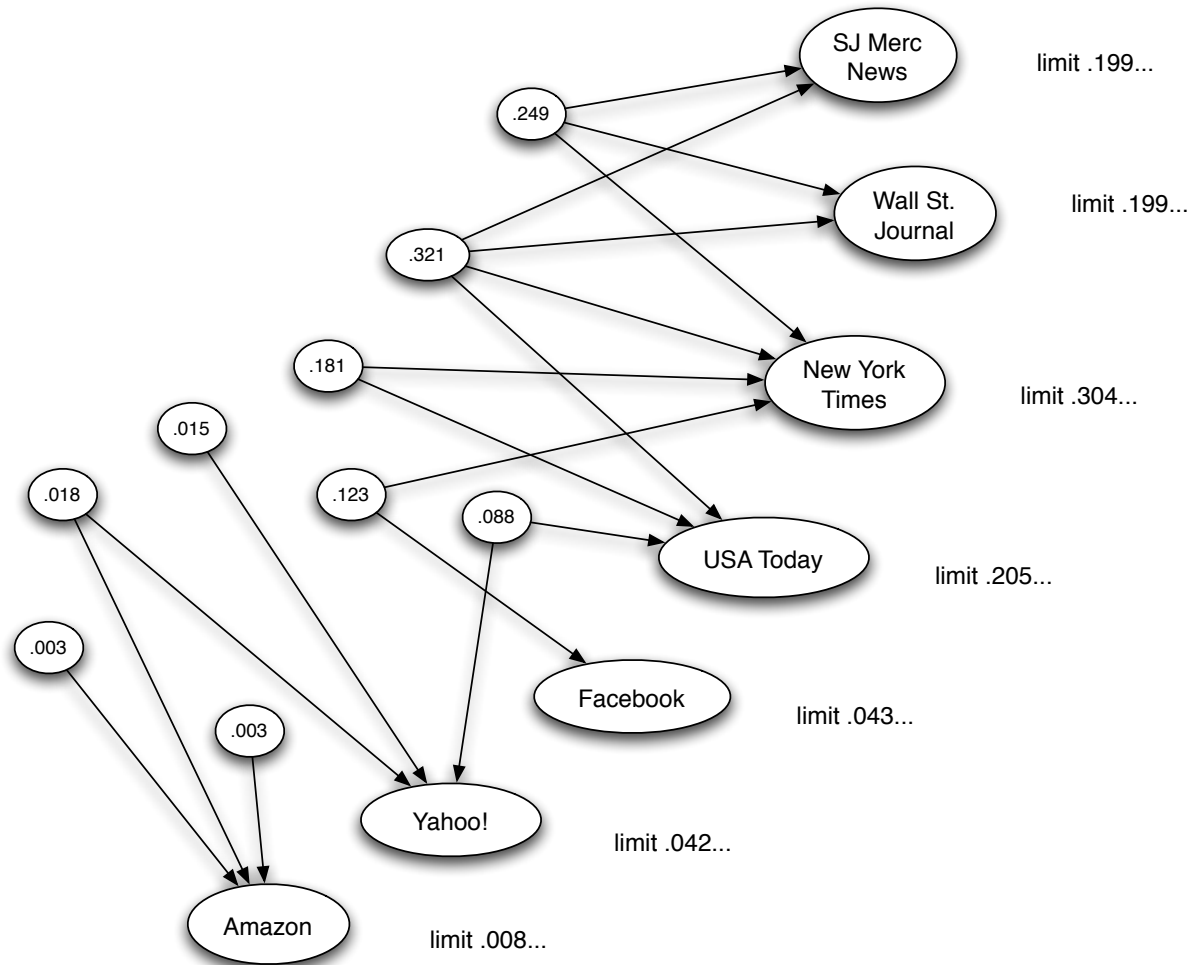 SJ Merc
News
limit .199...
.249
Wall St.
Journal
limit .199...
.321
.181
New York
Times
limit .304...
.015
.018
.123
.088
USA Today
limit .205...
.003
Facebook
limit .043...
.003
Yahoo!
limit .042...
Amazon
limit .008...